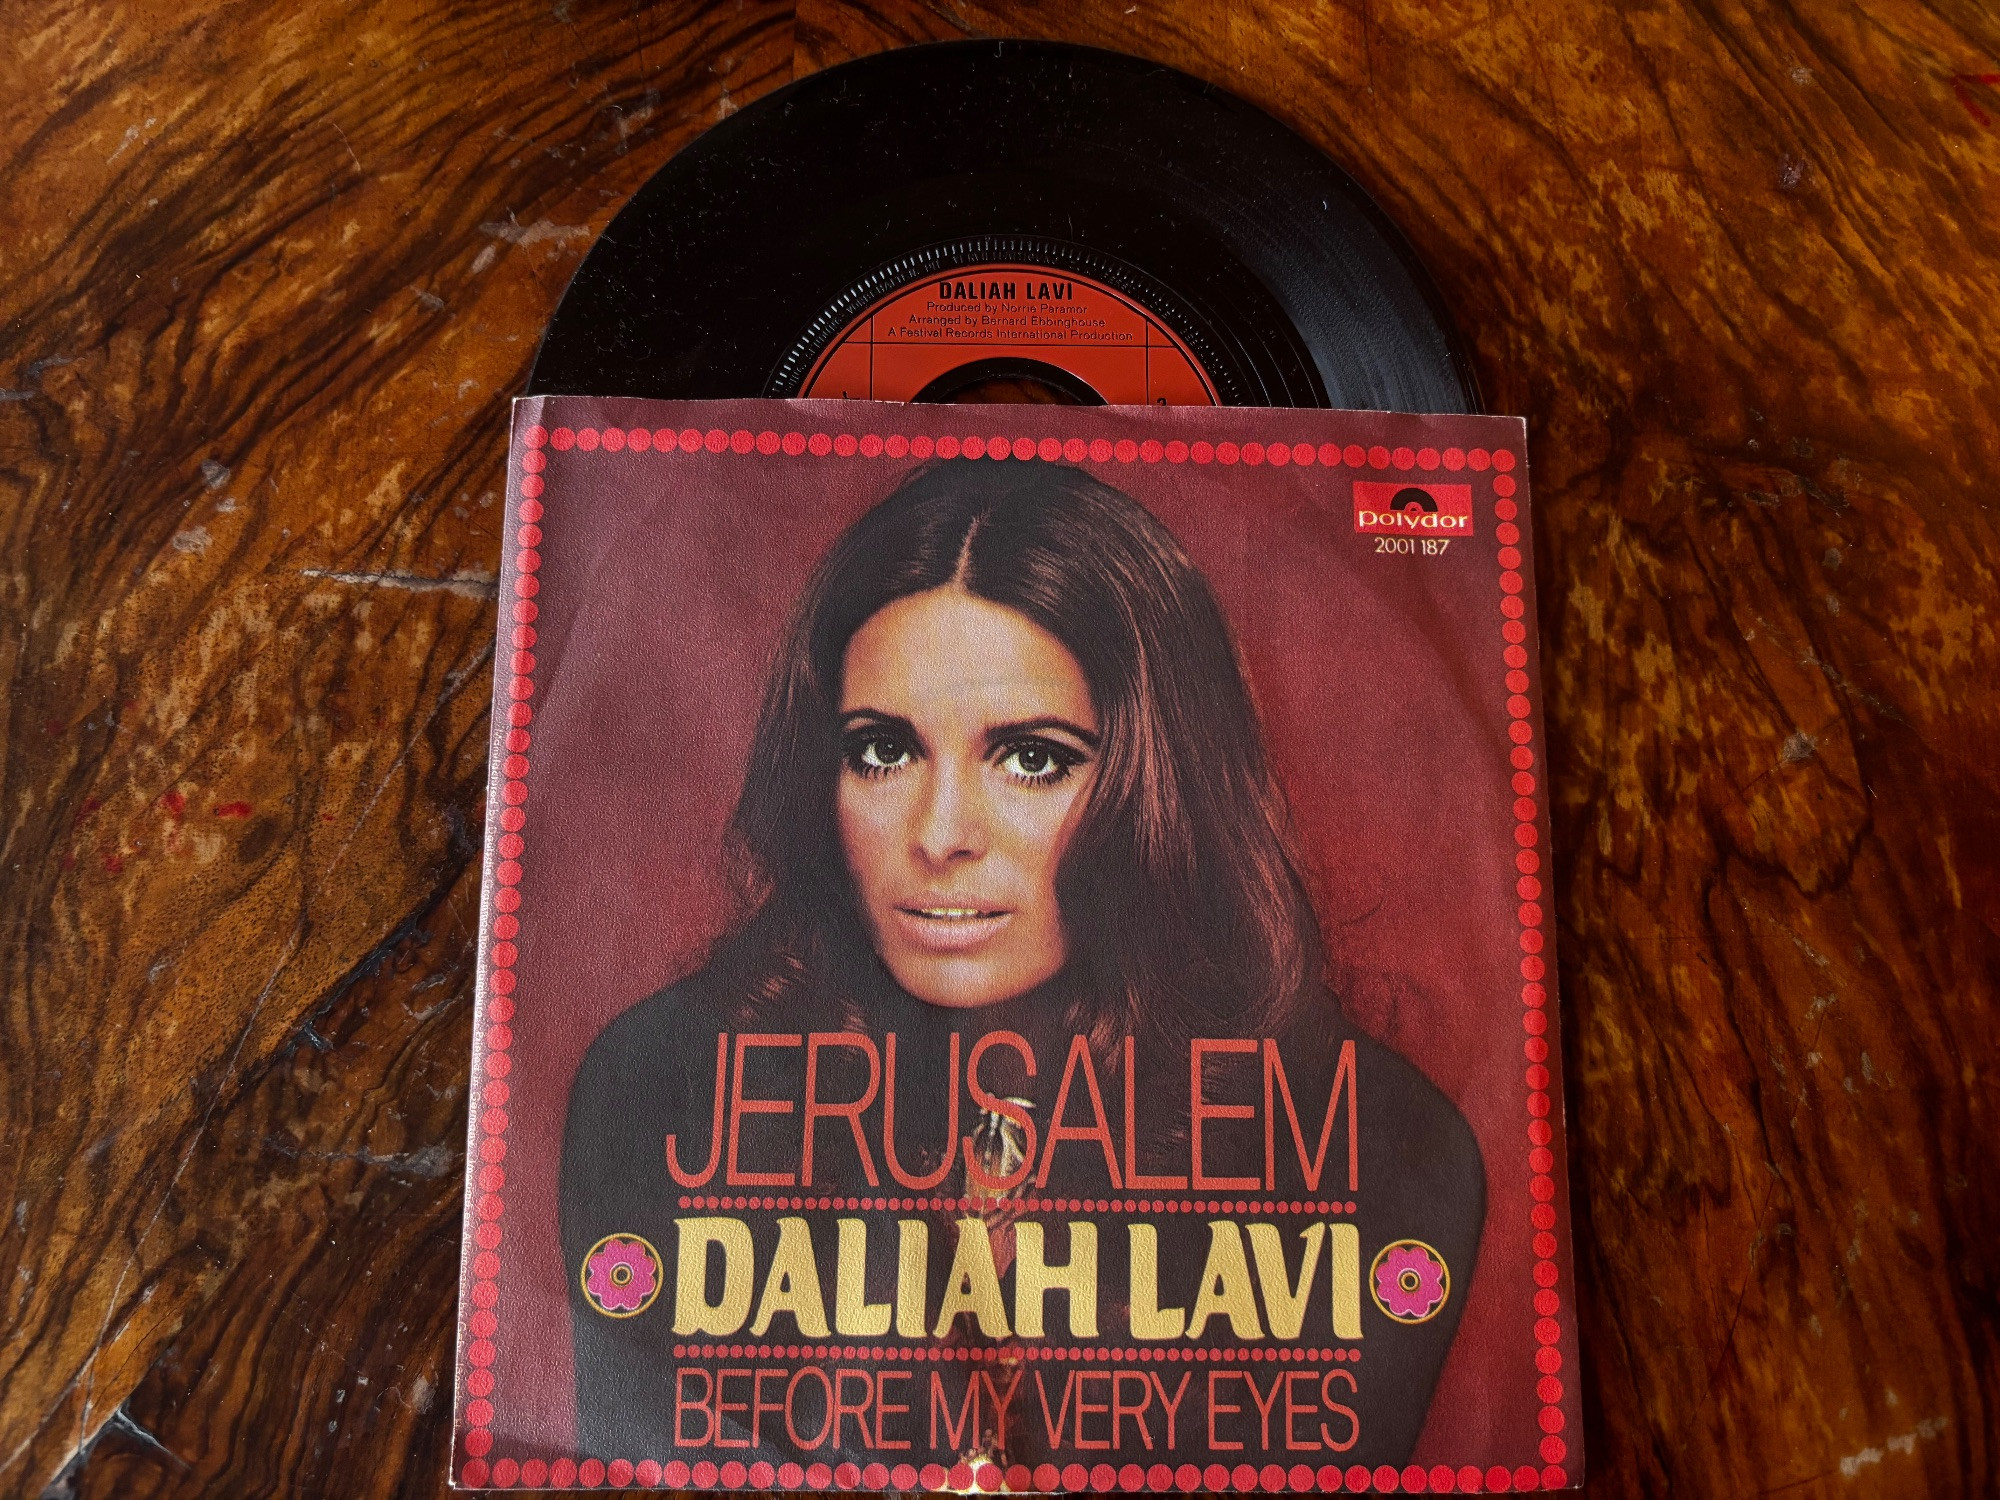 DALIAH LAVI
Produced by Norrie Paramor
Arranged by Bernard Ebbinghouse
A Festival Records International Production
polydor
2001 187
JERUSALEM
DALIAH LAVI
BEFORE MY VERY EYES